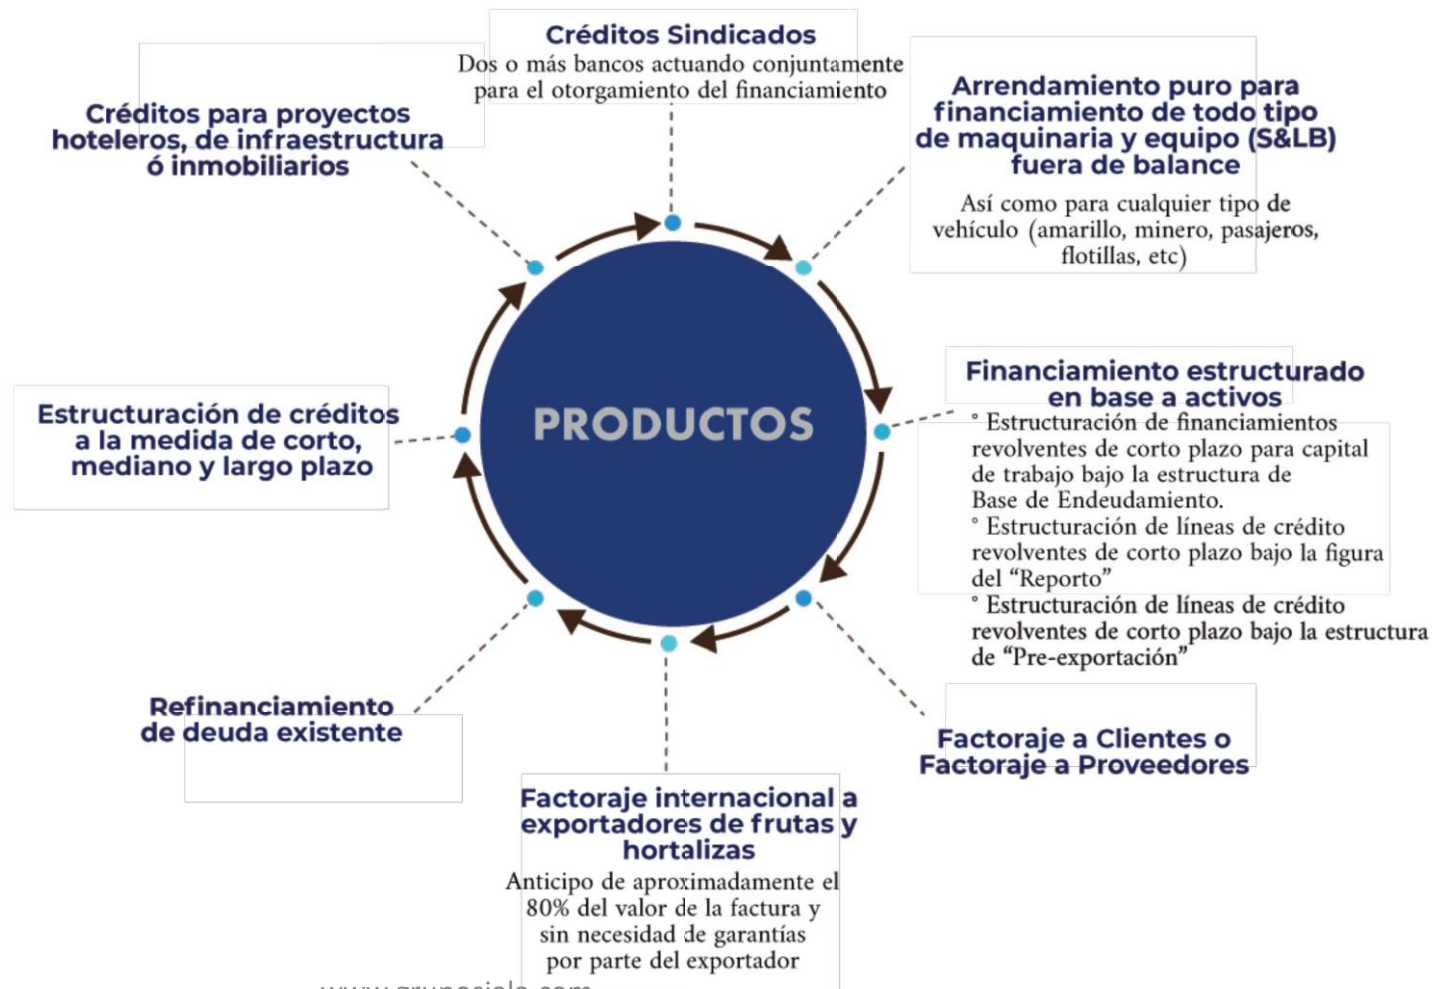 Créditos Sindicados
Dos o más bancos actuando conjuntamente
para el otorgamiento del financiamiento
Arrendamiento puro para
financiamiento de todo tipo
de maquinaria y equipo (S&LB)
fuera de balance
Así como para cualquier tipo de
vehículo (amarillo, minero, pasajeros,
flotillas, etc)
Financiamiento estructurado
en base a activos
° Estructuración de financiamientos
revolventes de corto plazo para capital
de trabajo bajo la estructura de
Base de Endeudamiento.
° Estructuración de líneas de crédito
revolventes de corto plazo bajo la figura
del “Reporto”
° Estructuración de líneas de crédito
revolventes de corto plazo bajo la estructura
de “Pre-exportación”
Factoraje a Clientes o
Factoraje a Proveedores
Factoraje internacional a
exportadores de frutas y
hortalizas
Anticipo de aproximadamente el
80% del valor de la factura y
sin necesidad de garantías
por parte del exportador
Refinanciamiento
de deuda existente
Estructuración de créditos
a la medida de corto,
mediano y largo plazo
Créditos para proyectos
hoteleros, de infraestructura
ó inmobiliarios
PRODUCTOS